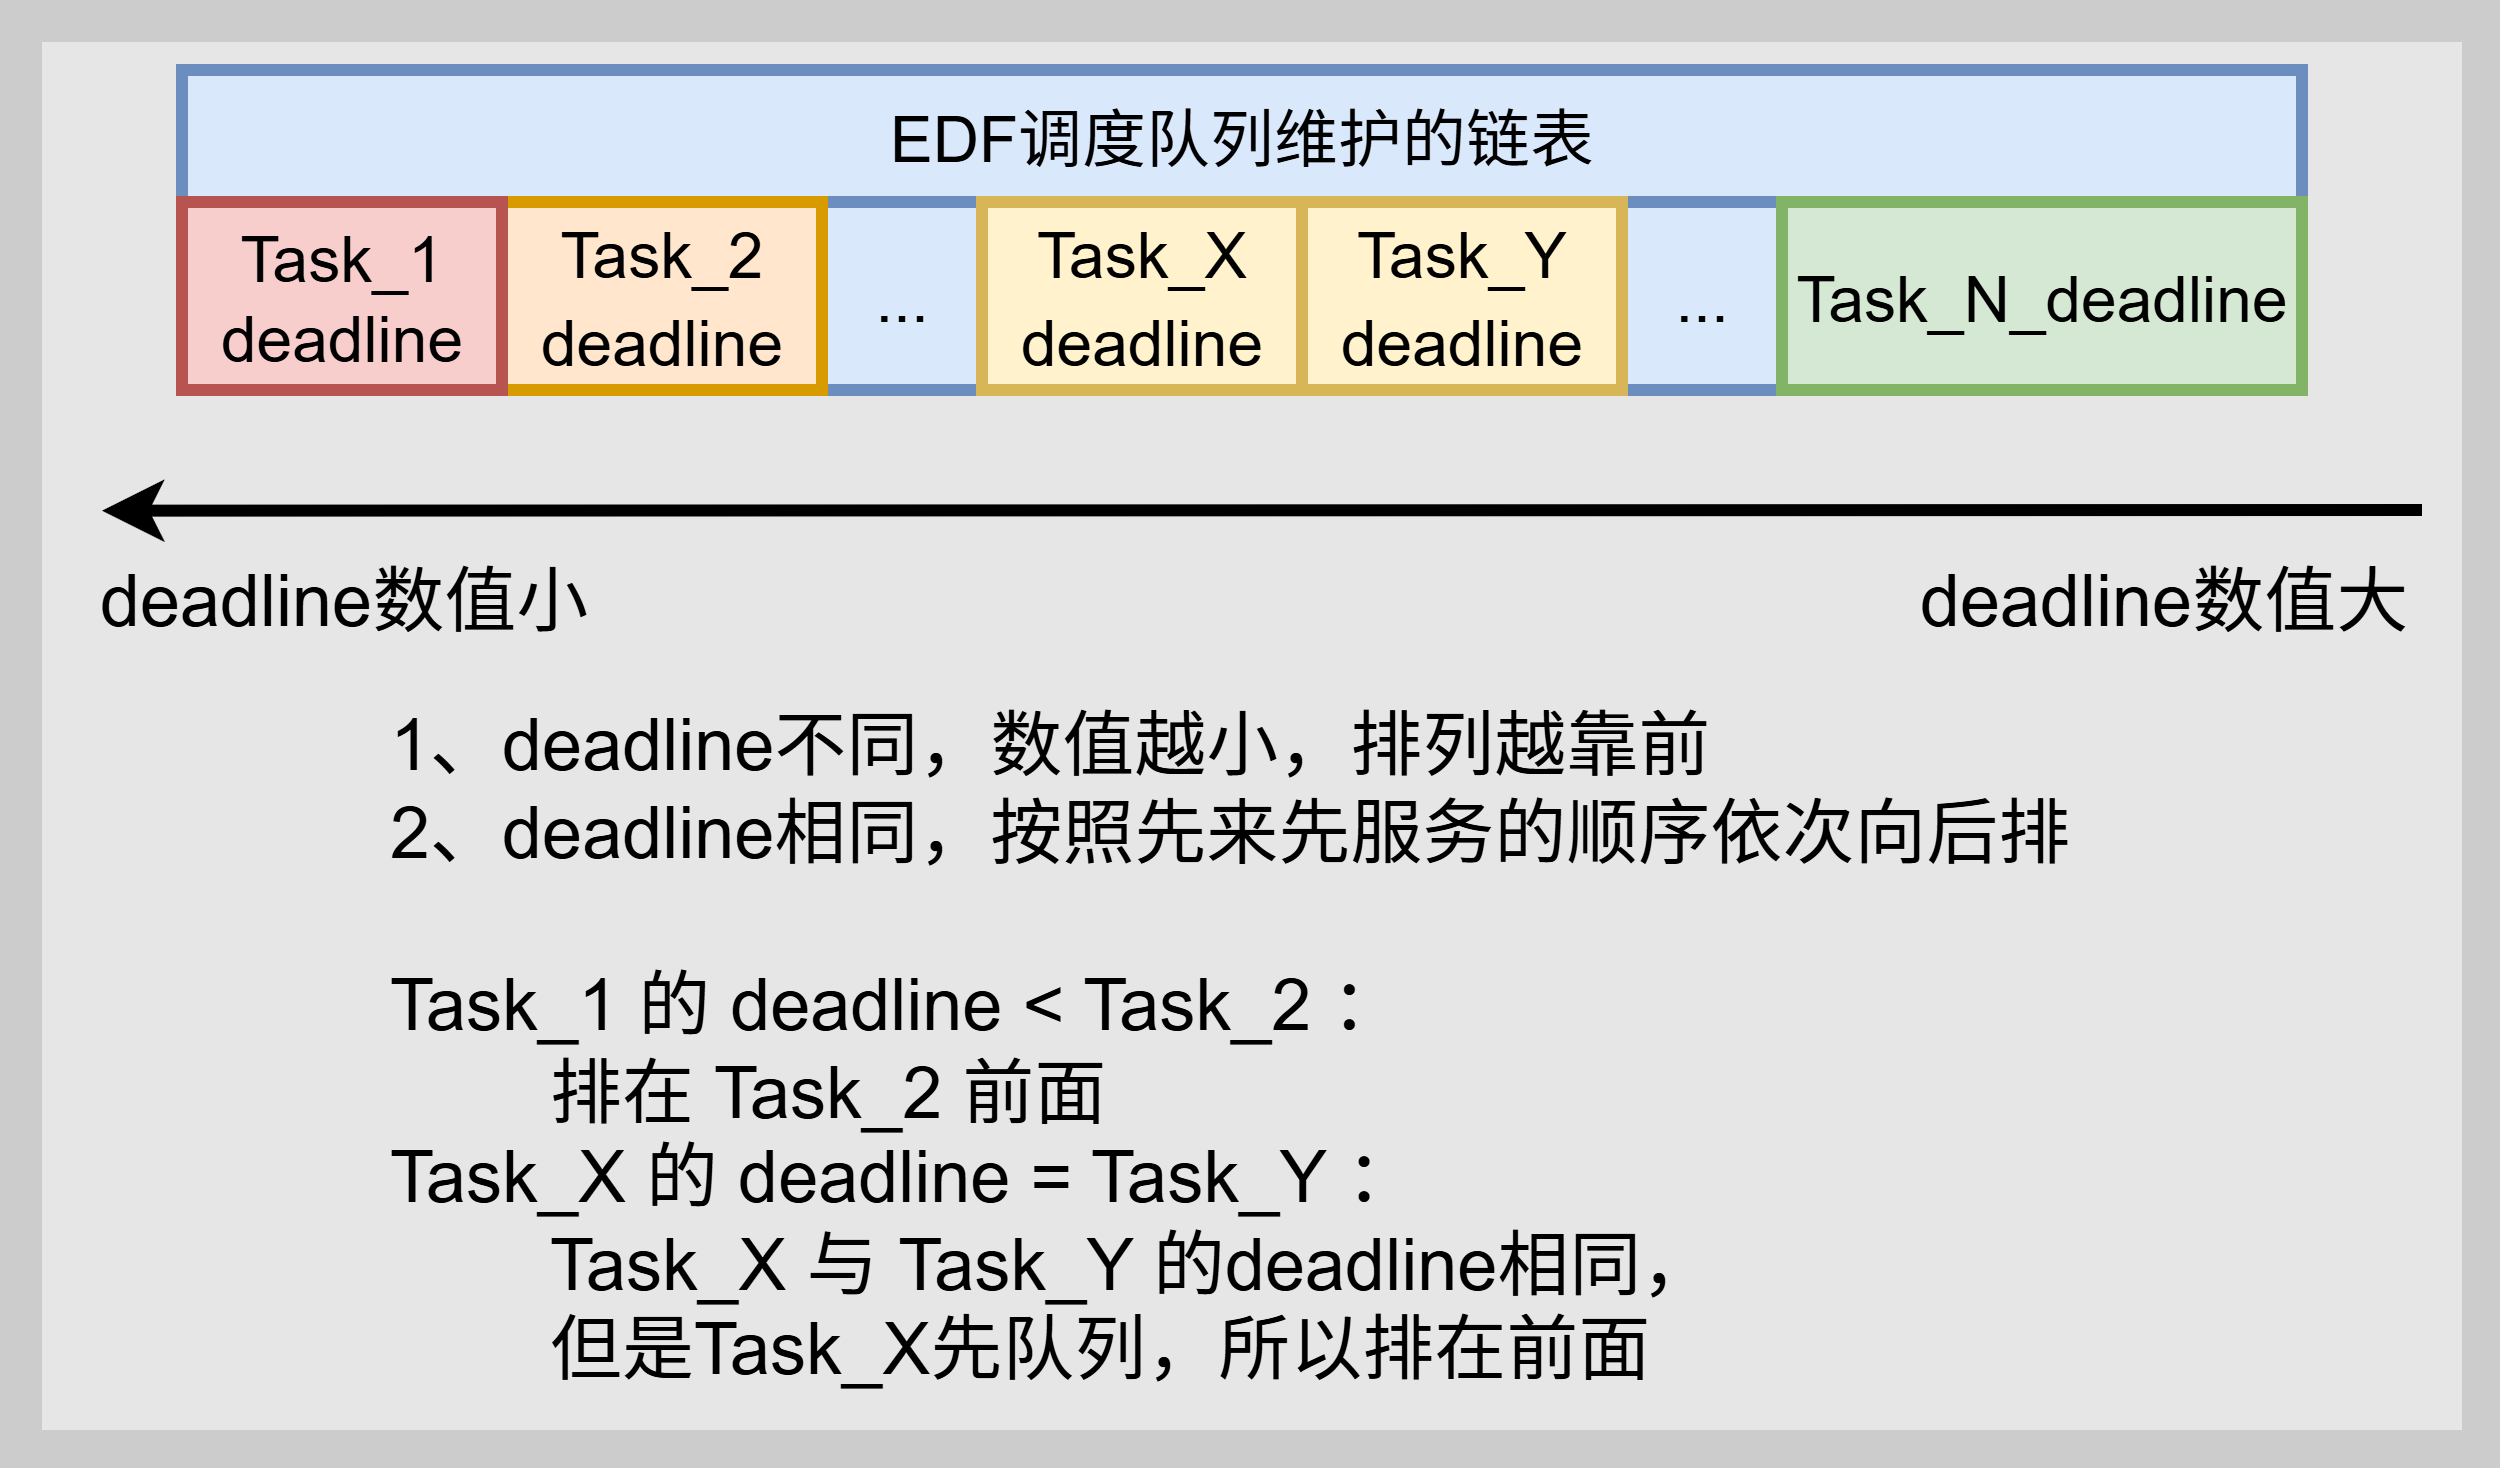 EDF调度队列维护的链表
Task_1
deadline
Task_2
deadline
...
Task_X
deadline
Task_Y
deadline
...
Task_N_deadline
deadline数值小
deadline数值大
1、deadline不同，数值越小，排列越靠前
2、deadline相同，按照先来先服务的顺序依次向后排
Task_1 的 deadline < Task_2：
排在 Task_2 前面
Task_X 的 deadline = Task_Y：
Task_X 与 Task_Y 的deadline相同，
但是Task_X先队列，所以排在前面